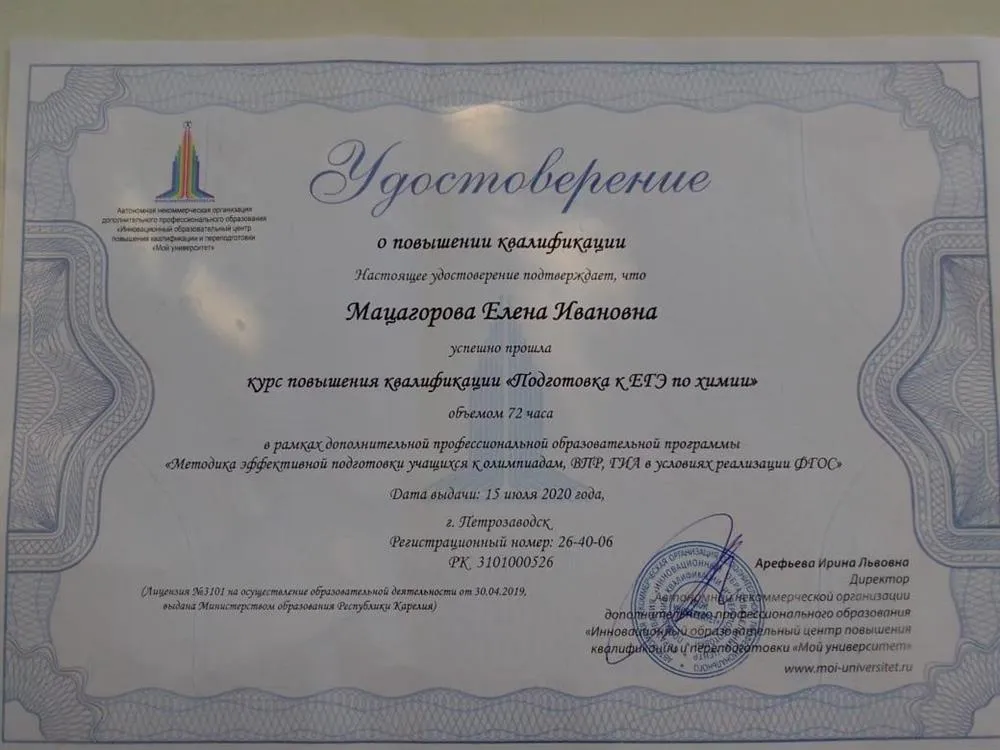 Автономная некоммерческая организация
дополнительного профессионального образования
«Инновационный образовательный центр
повышения квалификации и переподготовки
«Мой университет»
Удостоверение
о повышении квалификации
Настоящее удостоверение подтверждает, что
Мацагорова Елена Ивановна
успешно прошла
курс повышения квалификации «Подготовка к ЕГЭ по химии»
объемом 72 часа
в рамках дополнительной профессиональной образовательной программы
«Методика эффективной подготовки учащихся к олимпиадам, ВПР, ГИА в условиях реализации ФГОС»
Дата выдачи: 15 июля 2020 года,
г. Петрозаводск
Регистрационный номер: 26-40-06
РК 3101000526
(Лицензия №3101 на осуществление образовательной деятельности от 30.04.2019,
выдана Министерством образования Республики Карелия)
Арефьева Ирина Львовна
Директор
Автономной некоммерческой организации
дополнительного профессионального образования
«Инновационный образовательный центр повышения
квалификации и переподготовки «Мой университет»
www.moi-universitet.ru